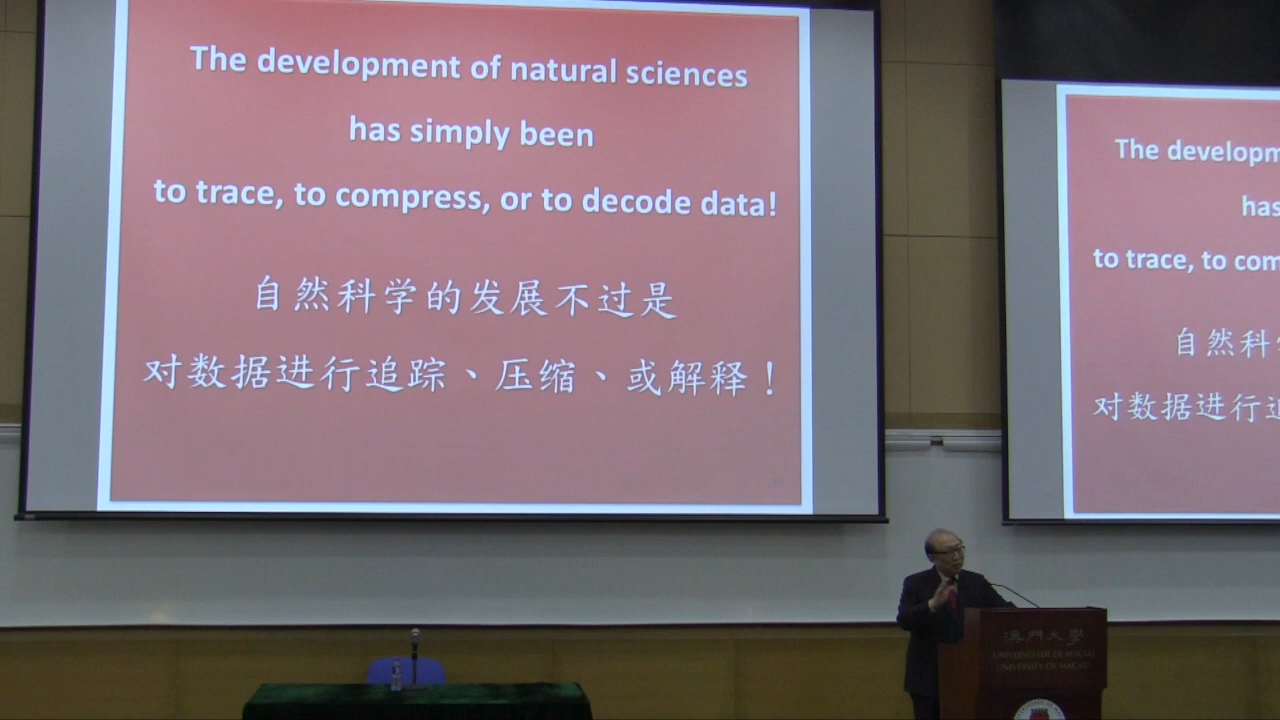 The development of natural sciences
has simply been
to trace, to compress, or to decode data!
自然科学的发展不过是
对数据进行追踪、压缩、或解释！
The developm
has
to trace, to com
自然科
对数据进行
澳門大學
UNIVERSIDADE DE MACAU
UNIVERSITY OF MACAU